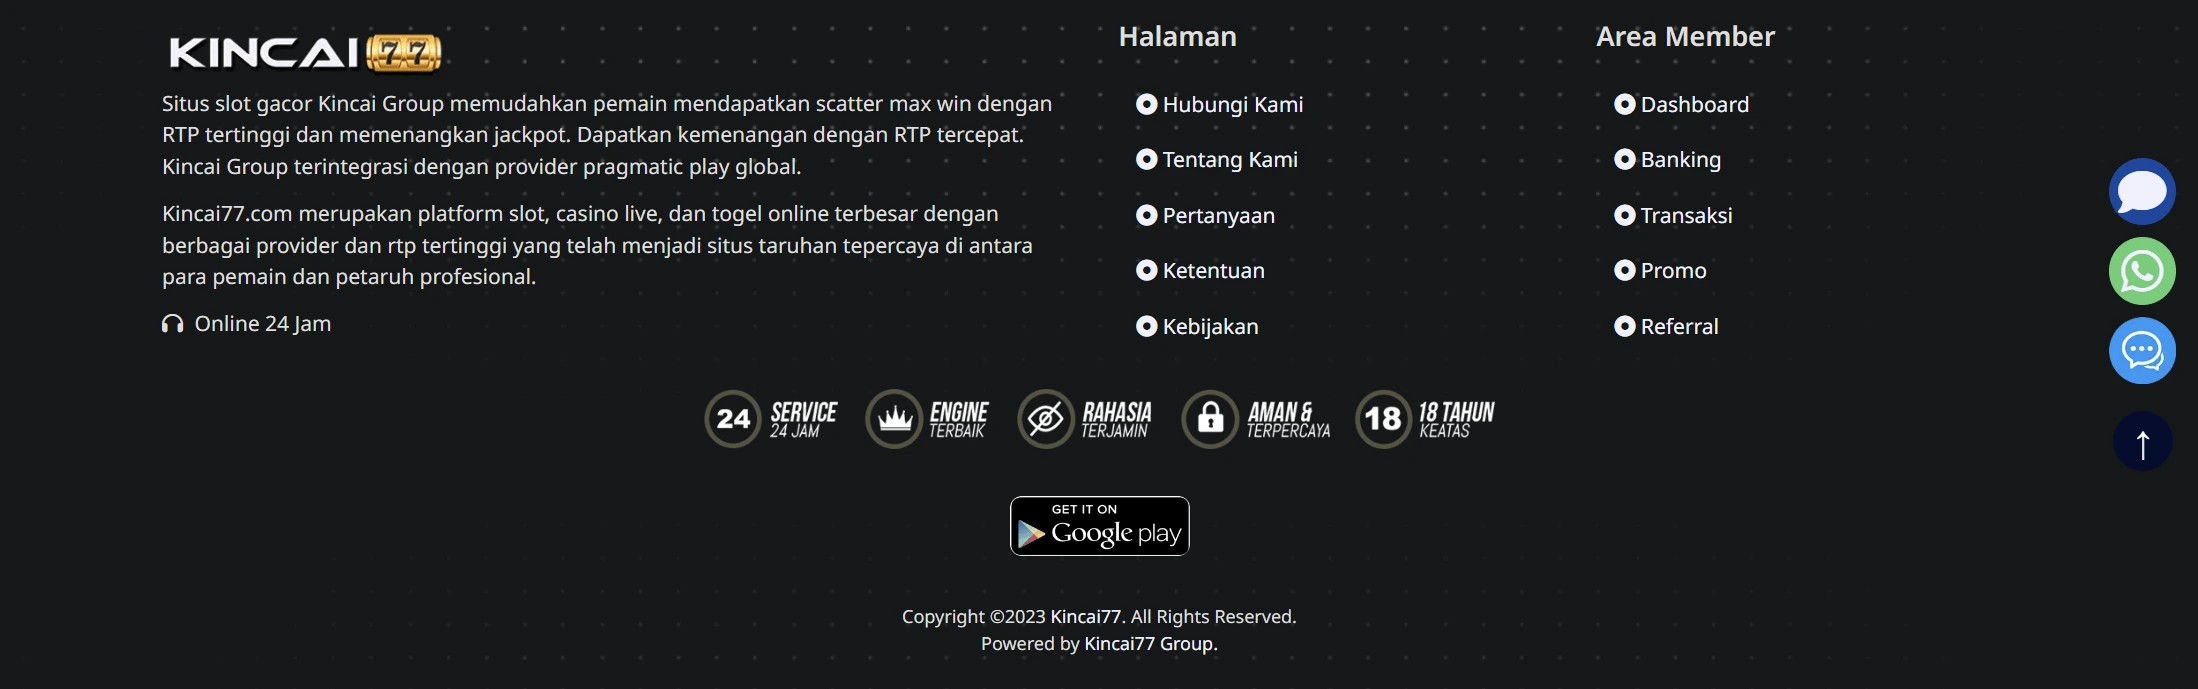 KINCAI 77
Situs slot gacor Kincai Group memudahkan pemain mendapatkan scatter max win dengan
RTP tertinggi dan memenangkan jackpot. Dapatkan kemenangan dengan RTP tercepat.
Kincai Group terintegrasi dengan provider pragmatic play global.
Kincai77.com merupakan platform slot, casino live, dan togel online terbesar dengan
berbagai provider dan rtp tertinggi yang telah menjadi situs taruhan tepercaya di antara
para pemain dan petaruh profesional.
Online 24 Jam
Halaman
Hubungi Kami
Tentang Kami
Pertanyaan
Ketentuan
Kebijakan
Area Member
Dashboard
Banking
Transaksi
Promo
Referral
24
SERVICE
24 JAM
ENGINE
TERBAIK
RAHASIA
TERJAMIN
AMAN &
TERPERCAYA
18
18 TAHUN
KEATAS
GET IT ON
Google play
Copyright ©2023 Kincai77. All Rights Reserved.
Powered by Kincai77 Group.